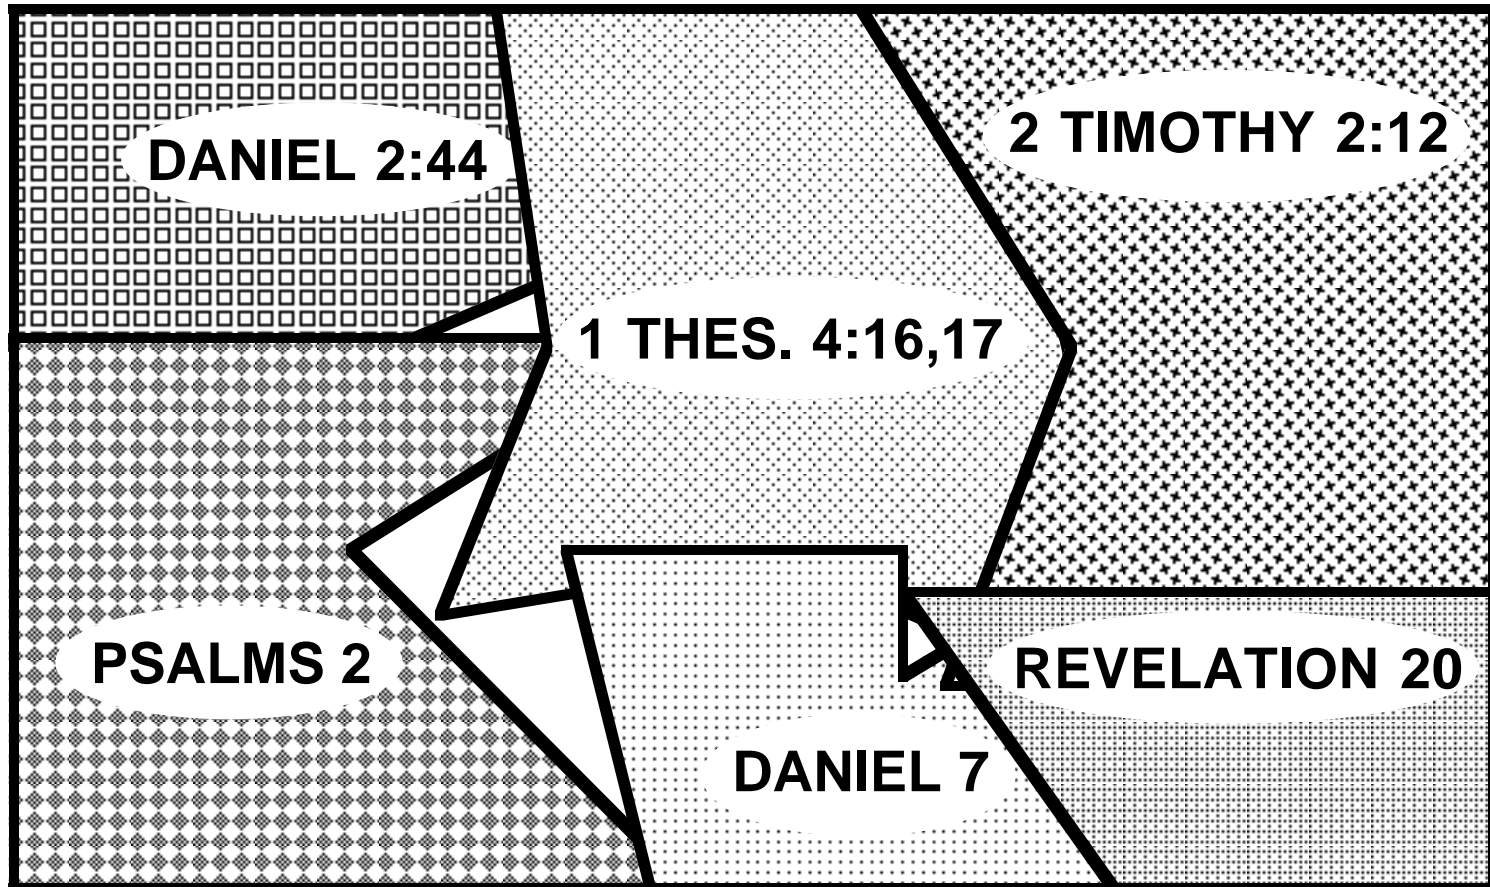 DANIEL 2:44
2 TIMOTHY 2:12
1 THES. 4:16,17
PSALMS 2
REVELATION 20
DANIEL 7